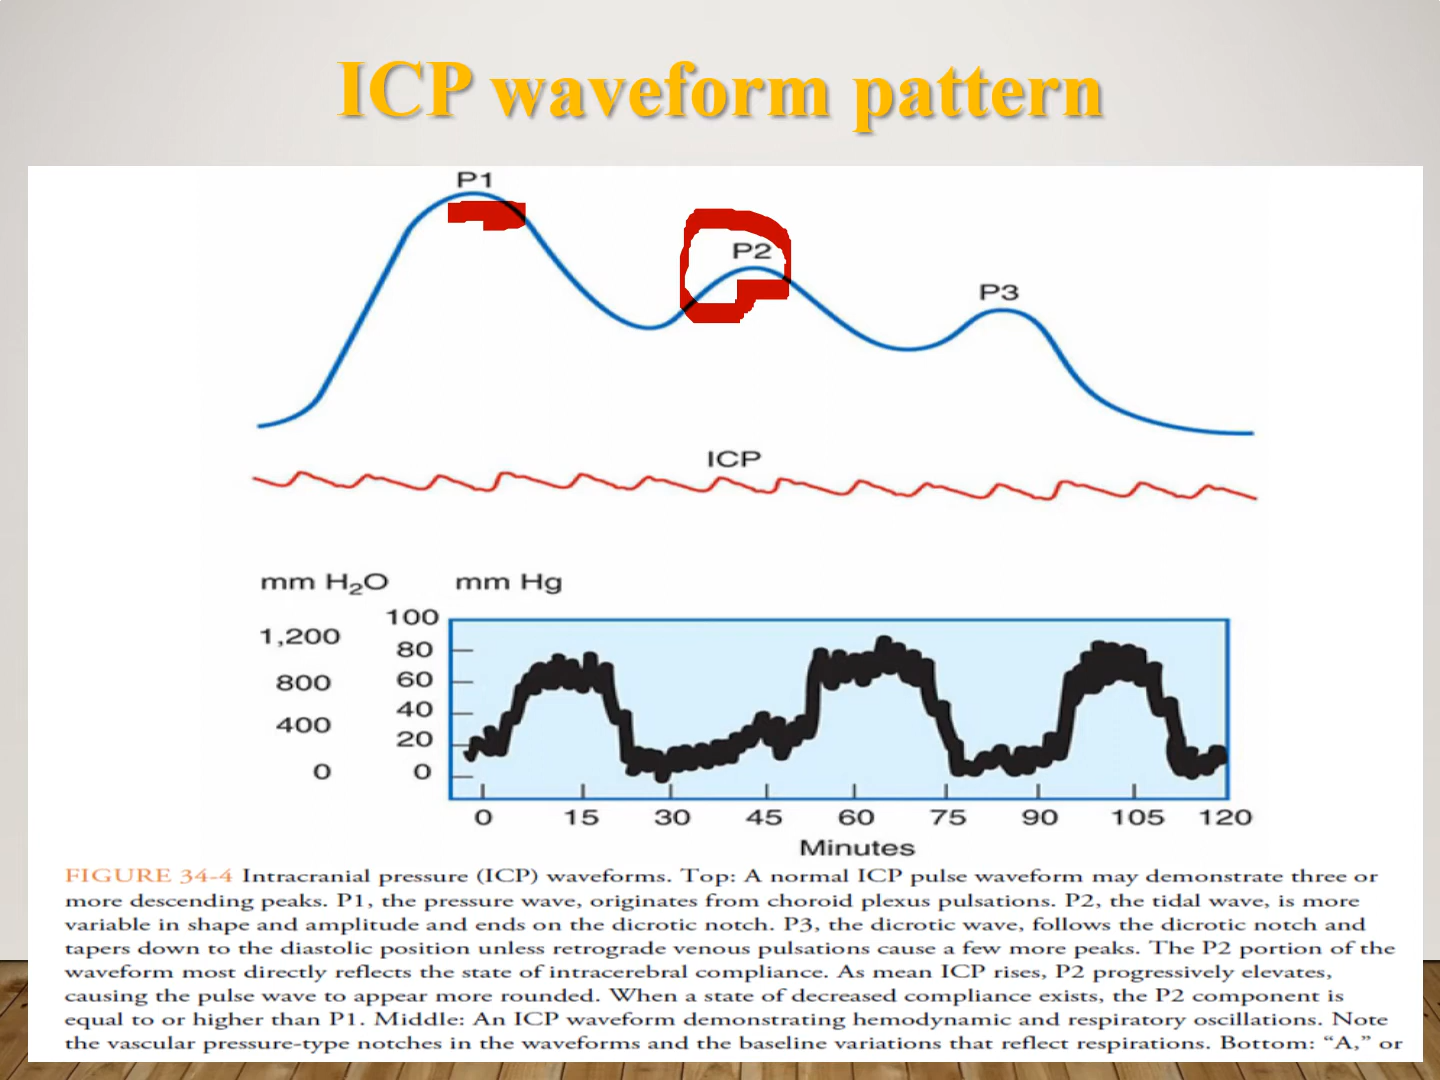 ICP waveform pattern
P1
P2
P3
ICP
mm H₂O mm Hg
100
1,200
80
800
60
400
40
20
0 0
0 15 30 45 60 75 90 105 120
Minutes
FIGURE 34-4 Intracranial pressure (ICP) waveforms. Top: A normal ICP pulse waveform may demonstrate three or
more descending peaks. P1, the pressure wave, originates from choroid plexus pulsations. P2, the tidal wave, is more
variable in shape and amplitude and ends on the dicrotic notch. P3, the dicrotic wave, follows the dicrotic notch and
tapers down to the diastolic position unless retrograde venous pulsations cause a few more peaks. The P2 portion of the
waveform most directly reflects the state of intracerebral compliance. As mean ICP rises, P2 progressively elevates,
causing the pulse wave to appear more rounded. When a state of decreased compliance exists, the P2 component is
equal to or higher than P1. Middle: An ICP waveform demonstrating hemodynamic and respiratory oscillations. Note
the vascular pressure-type notches in the waveforms and the baseline variations that reflect respirations. Bottom: “A,” or